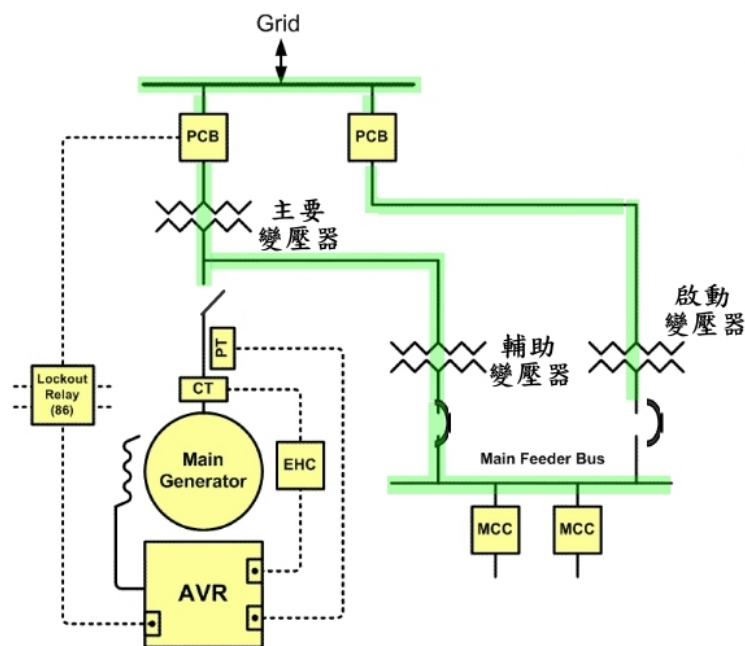 Grid
PCB
PCB
主要
變壓器
啟動
變壓器
輔助
變壓器
PT
CT
Lockout
Relay
(86)
Main
Generator
EHC
Main Feeder Bus
MCC
MCC
AVR